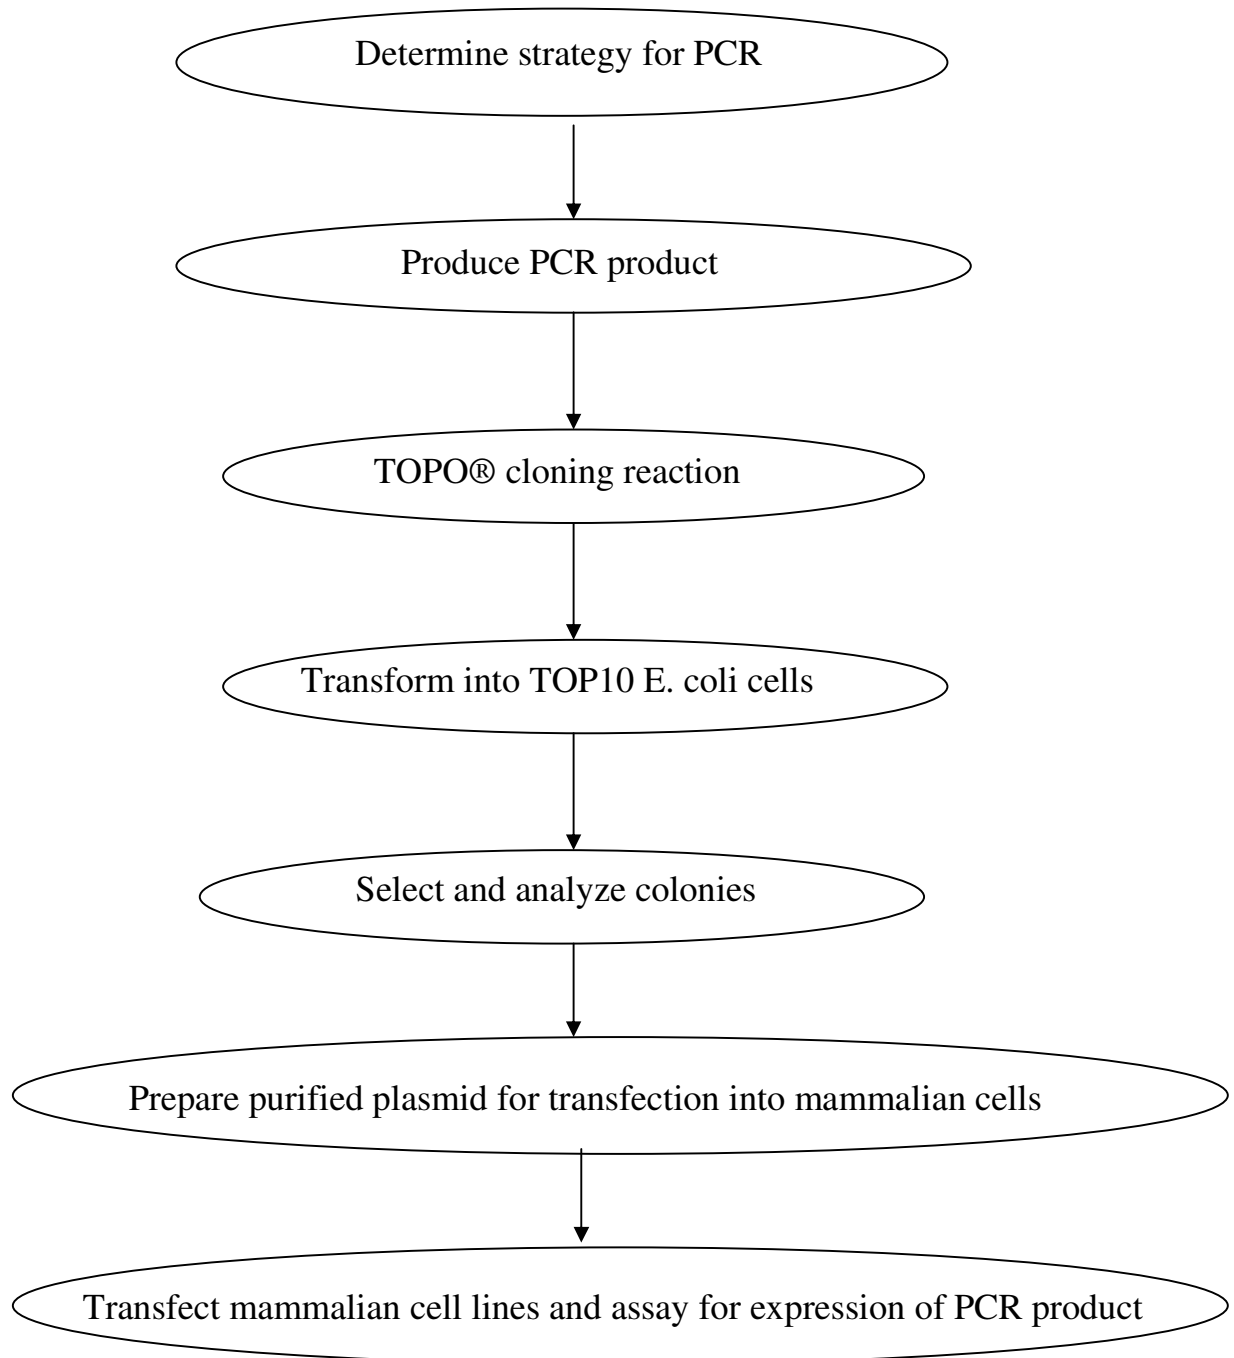 Determine strategy for PCR
Produce PCR product
TOPO® cloning reaction
Transform into TOP10 E. coli cells
Select and analyze colonies
Prepare purified plasmid for transfection into mammalian cells
Transfect mammalian cell lines and assay for expression of PCR product